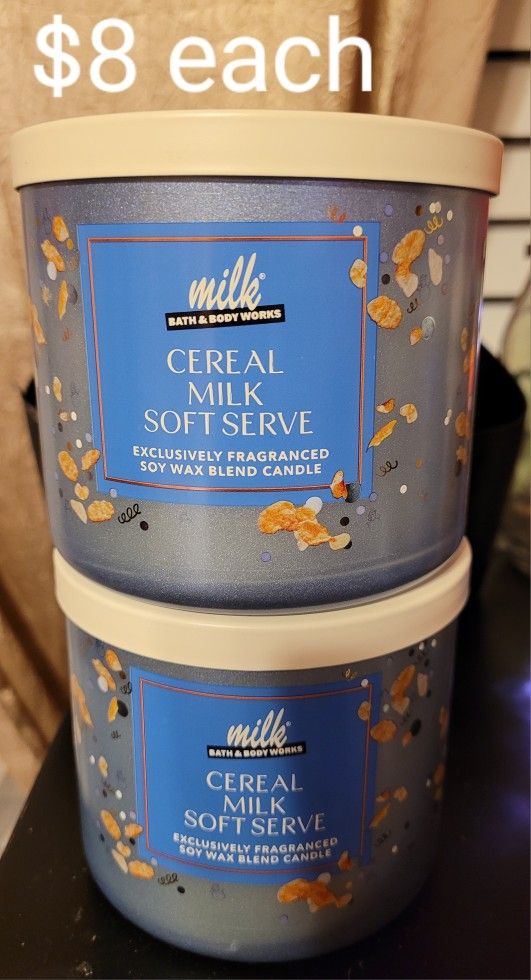 $8 each
milk®
BATH & BODY WORKS
CEREAL
MILK
SOFT SERVE
EXCLUSIVELY FRAGRANCED
SOY WAX BLEND CANDLE
milk®
BATH & BODY WORKS
CEREAL
MILK
SOFT SERVE
EXCLUSIVELY FRAGRANCED
SOY WAX BLEND CANDLE